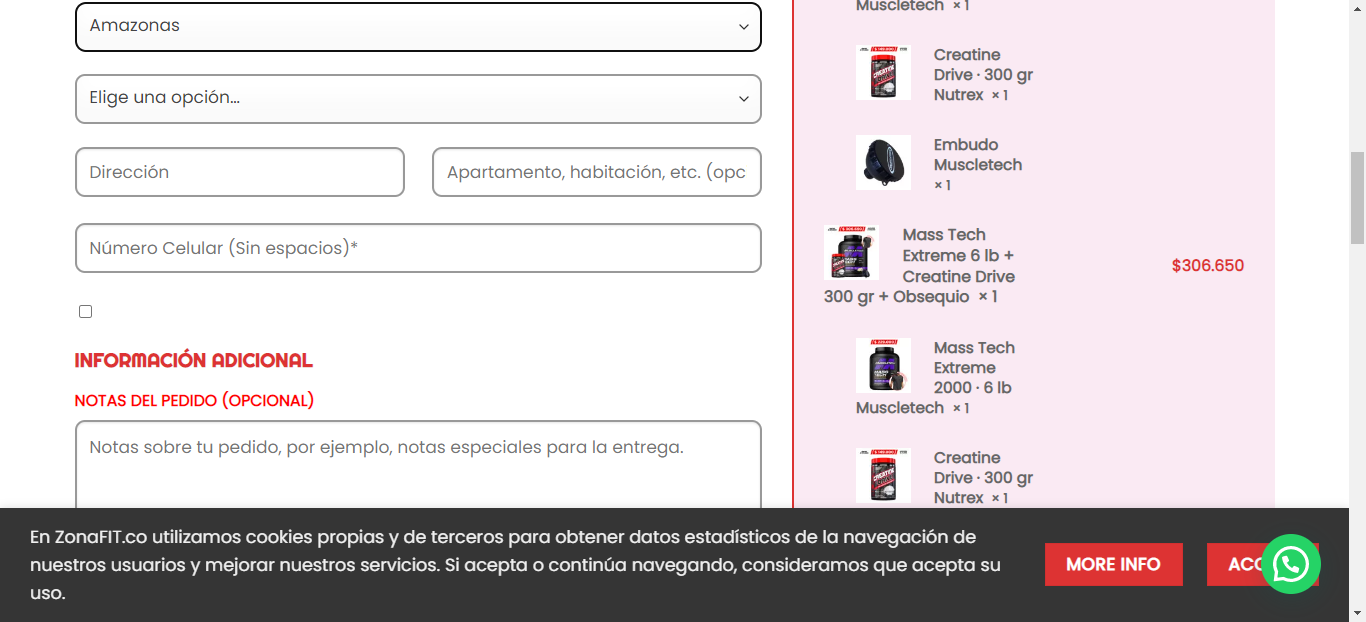 Amazonas
Elige una opción...
Dirección
Apartamento, habitación, etc. (opc
Número Celular (Sin espacios)*
INFORMACIÓN ADICIONAL
NOTAS DEL PEDIDO (OPCIONAL)
Notas sobre tu pedido, por ejemplo, notas especiales para la entrega.
Muscletech × 1
Creatine
Drive · 300 gr
Nutrex × 1
Embudo
Muscletech
× 1
Mass Tech
Extreme 6 lb +
Creatine Drive
300 gr + Obsequio × 1
$306.650
Mass Tech
Extreme
2000 · 6 lb
Muscletech × 1
Creatine
Drive · 300 gr
Nutrex × 1
En ZonaFIT.co utilizamos cookies propias y de terceros para obtener datos estadísticos de la navegación de
nuestros usuarios y mejorar nuestros servicios. Si acepta o continúa navegando, consideramos que acepta su
uso.
MORE INFO